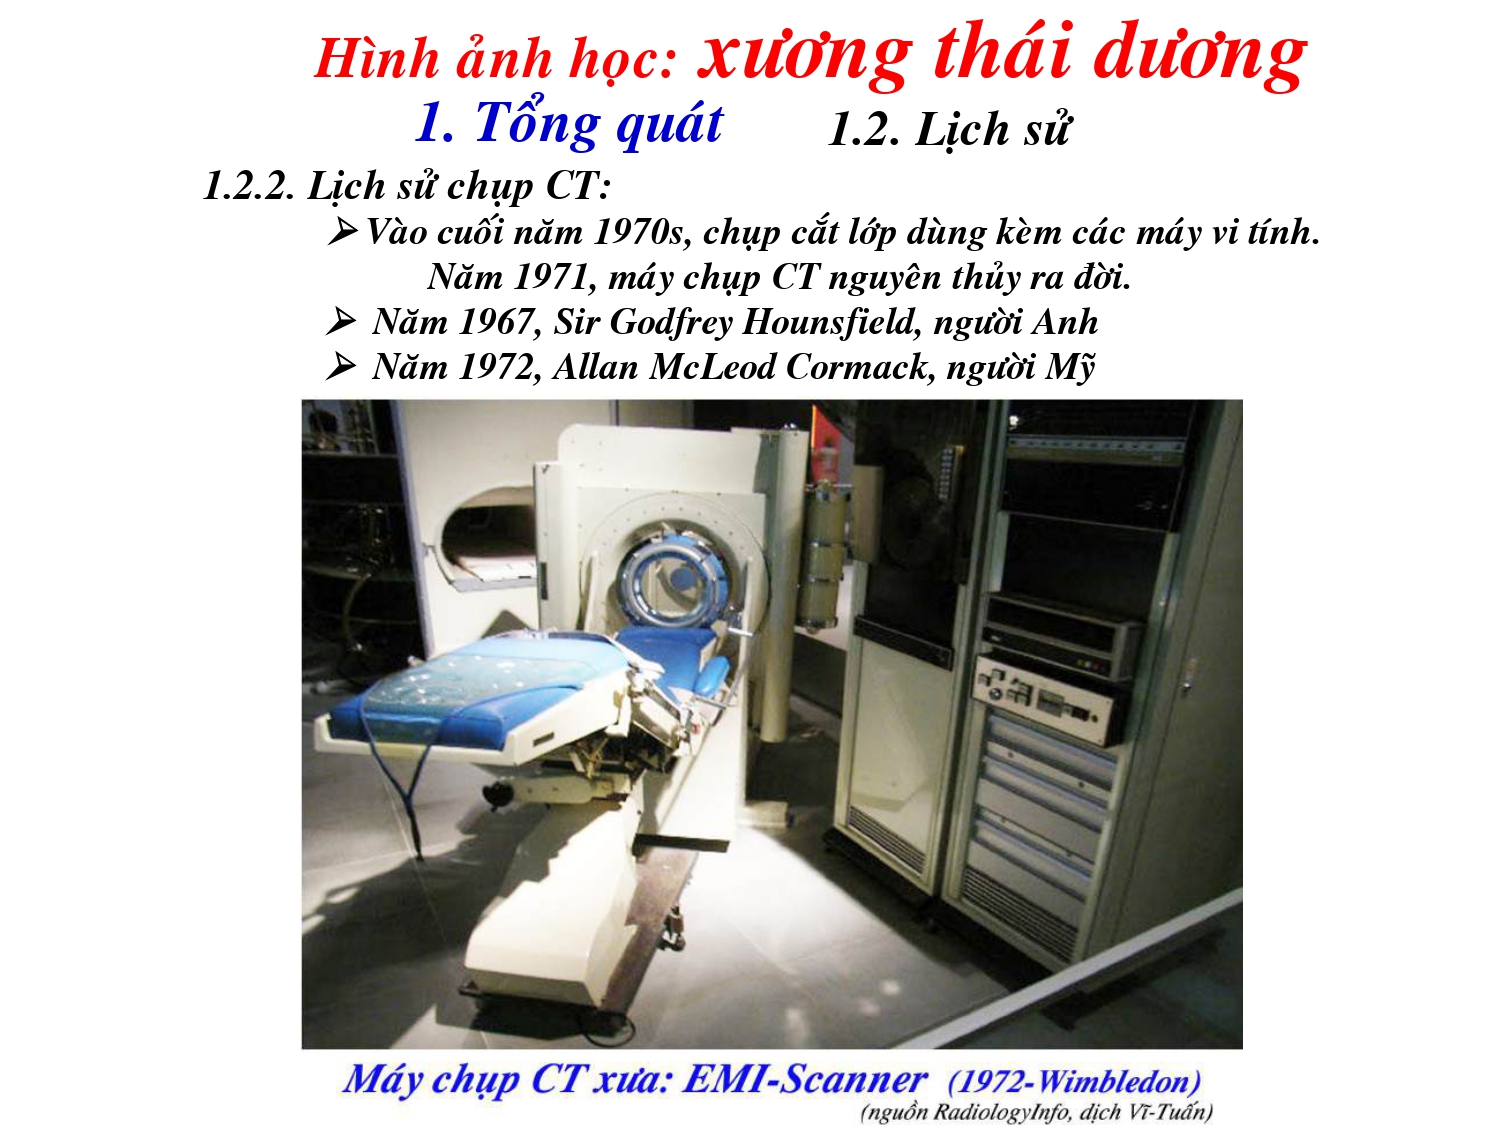 Hình ảnh học: xương thái dương
1. Tổng quát 1.2. Lịch sử
1.2.2. Lịch sử chụp CT:
➢ Vào cuối năm 1970s, chụp cắt lớp dùng kèm các máy vi tính.
Năm 1971, máy chụp CT nguyên thủy ra đời.
➢ Năm 1967, Sir Godfrey Hounsfield, người Anh
➢ Năm 1972, Allan McLeod Cormack, người Mỹ
Máy chụp CT xưa: EMI-Scanner (1972-Wimbledon)
(nguồn RadiologyInfo, dịch Vĩ-Tuấn)